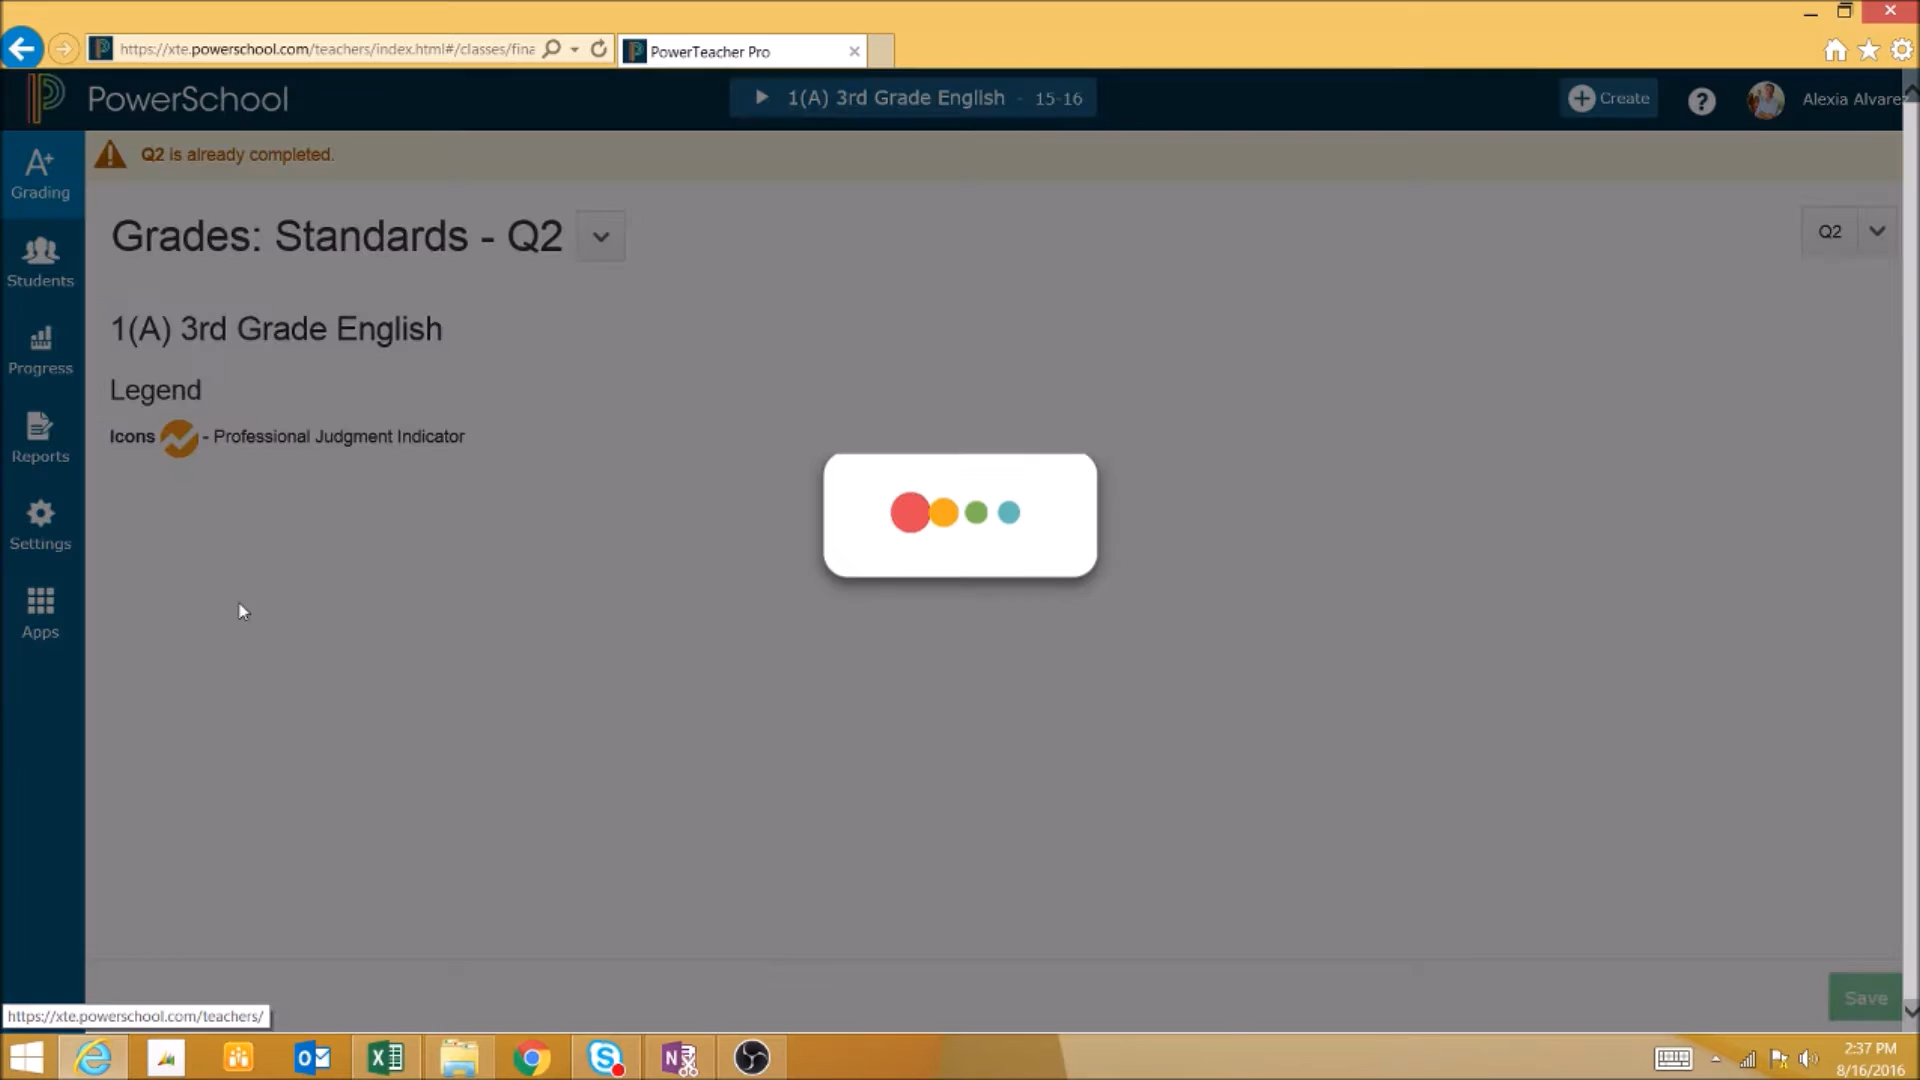 https://xte.powerschool.com/teachers/index.html#/classes/fina
PowerTeacher Pro
PowerSchool
1(A) 3rd Grade English - 15-16
Create
?
Alexia Alvarez
Q2 is already completed.
A+
Grading
Students
Progress
Reports
Settings
Apps
Grades: Standards - Q2
Q2
1(A) 3rd Grade English
Legend
Icons - Professional Judgment Indicator
Save
https://xte.powerschool.com/teachers/
2:37 PM
8/16/2016